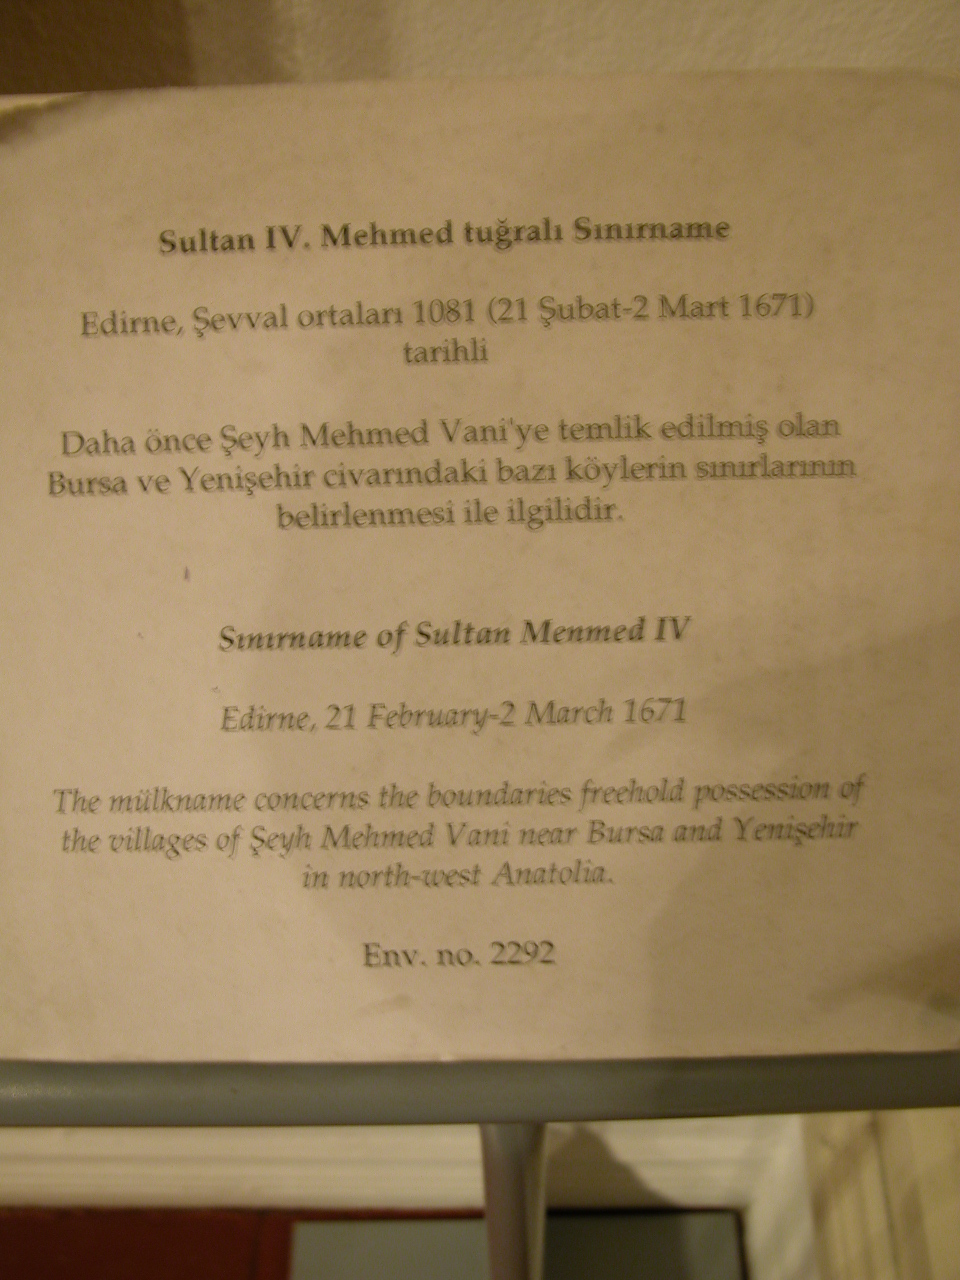 Sultan IV. Mehmed tuğralı Sınırname
Edirne, Şevval ortaları 1081 (21 Şubat-2 Mart 1671)
tarihli
Daha önce Şeyh Mehmed Vani'ye temlik edilmiş olan
Bursa ve Yenişehir civarındaki bazı köylerin sınırlarının
belirlenmesi ile ilgilidir.
Sınırname of Sultan Menmed IV
Edirne, 21 February-2 March 1671
The mülkname concerns the boundaries freehold possession of
the villages of Şeyh Mehmed Vani near Bursa and Yenişehir
in north-west Anatolia.
Env. no. 2292